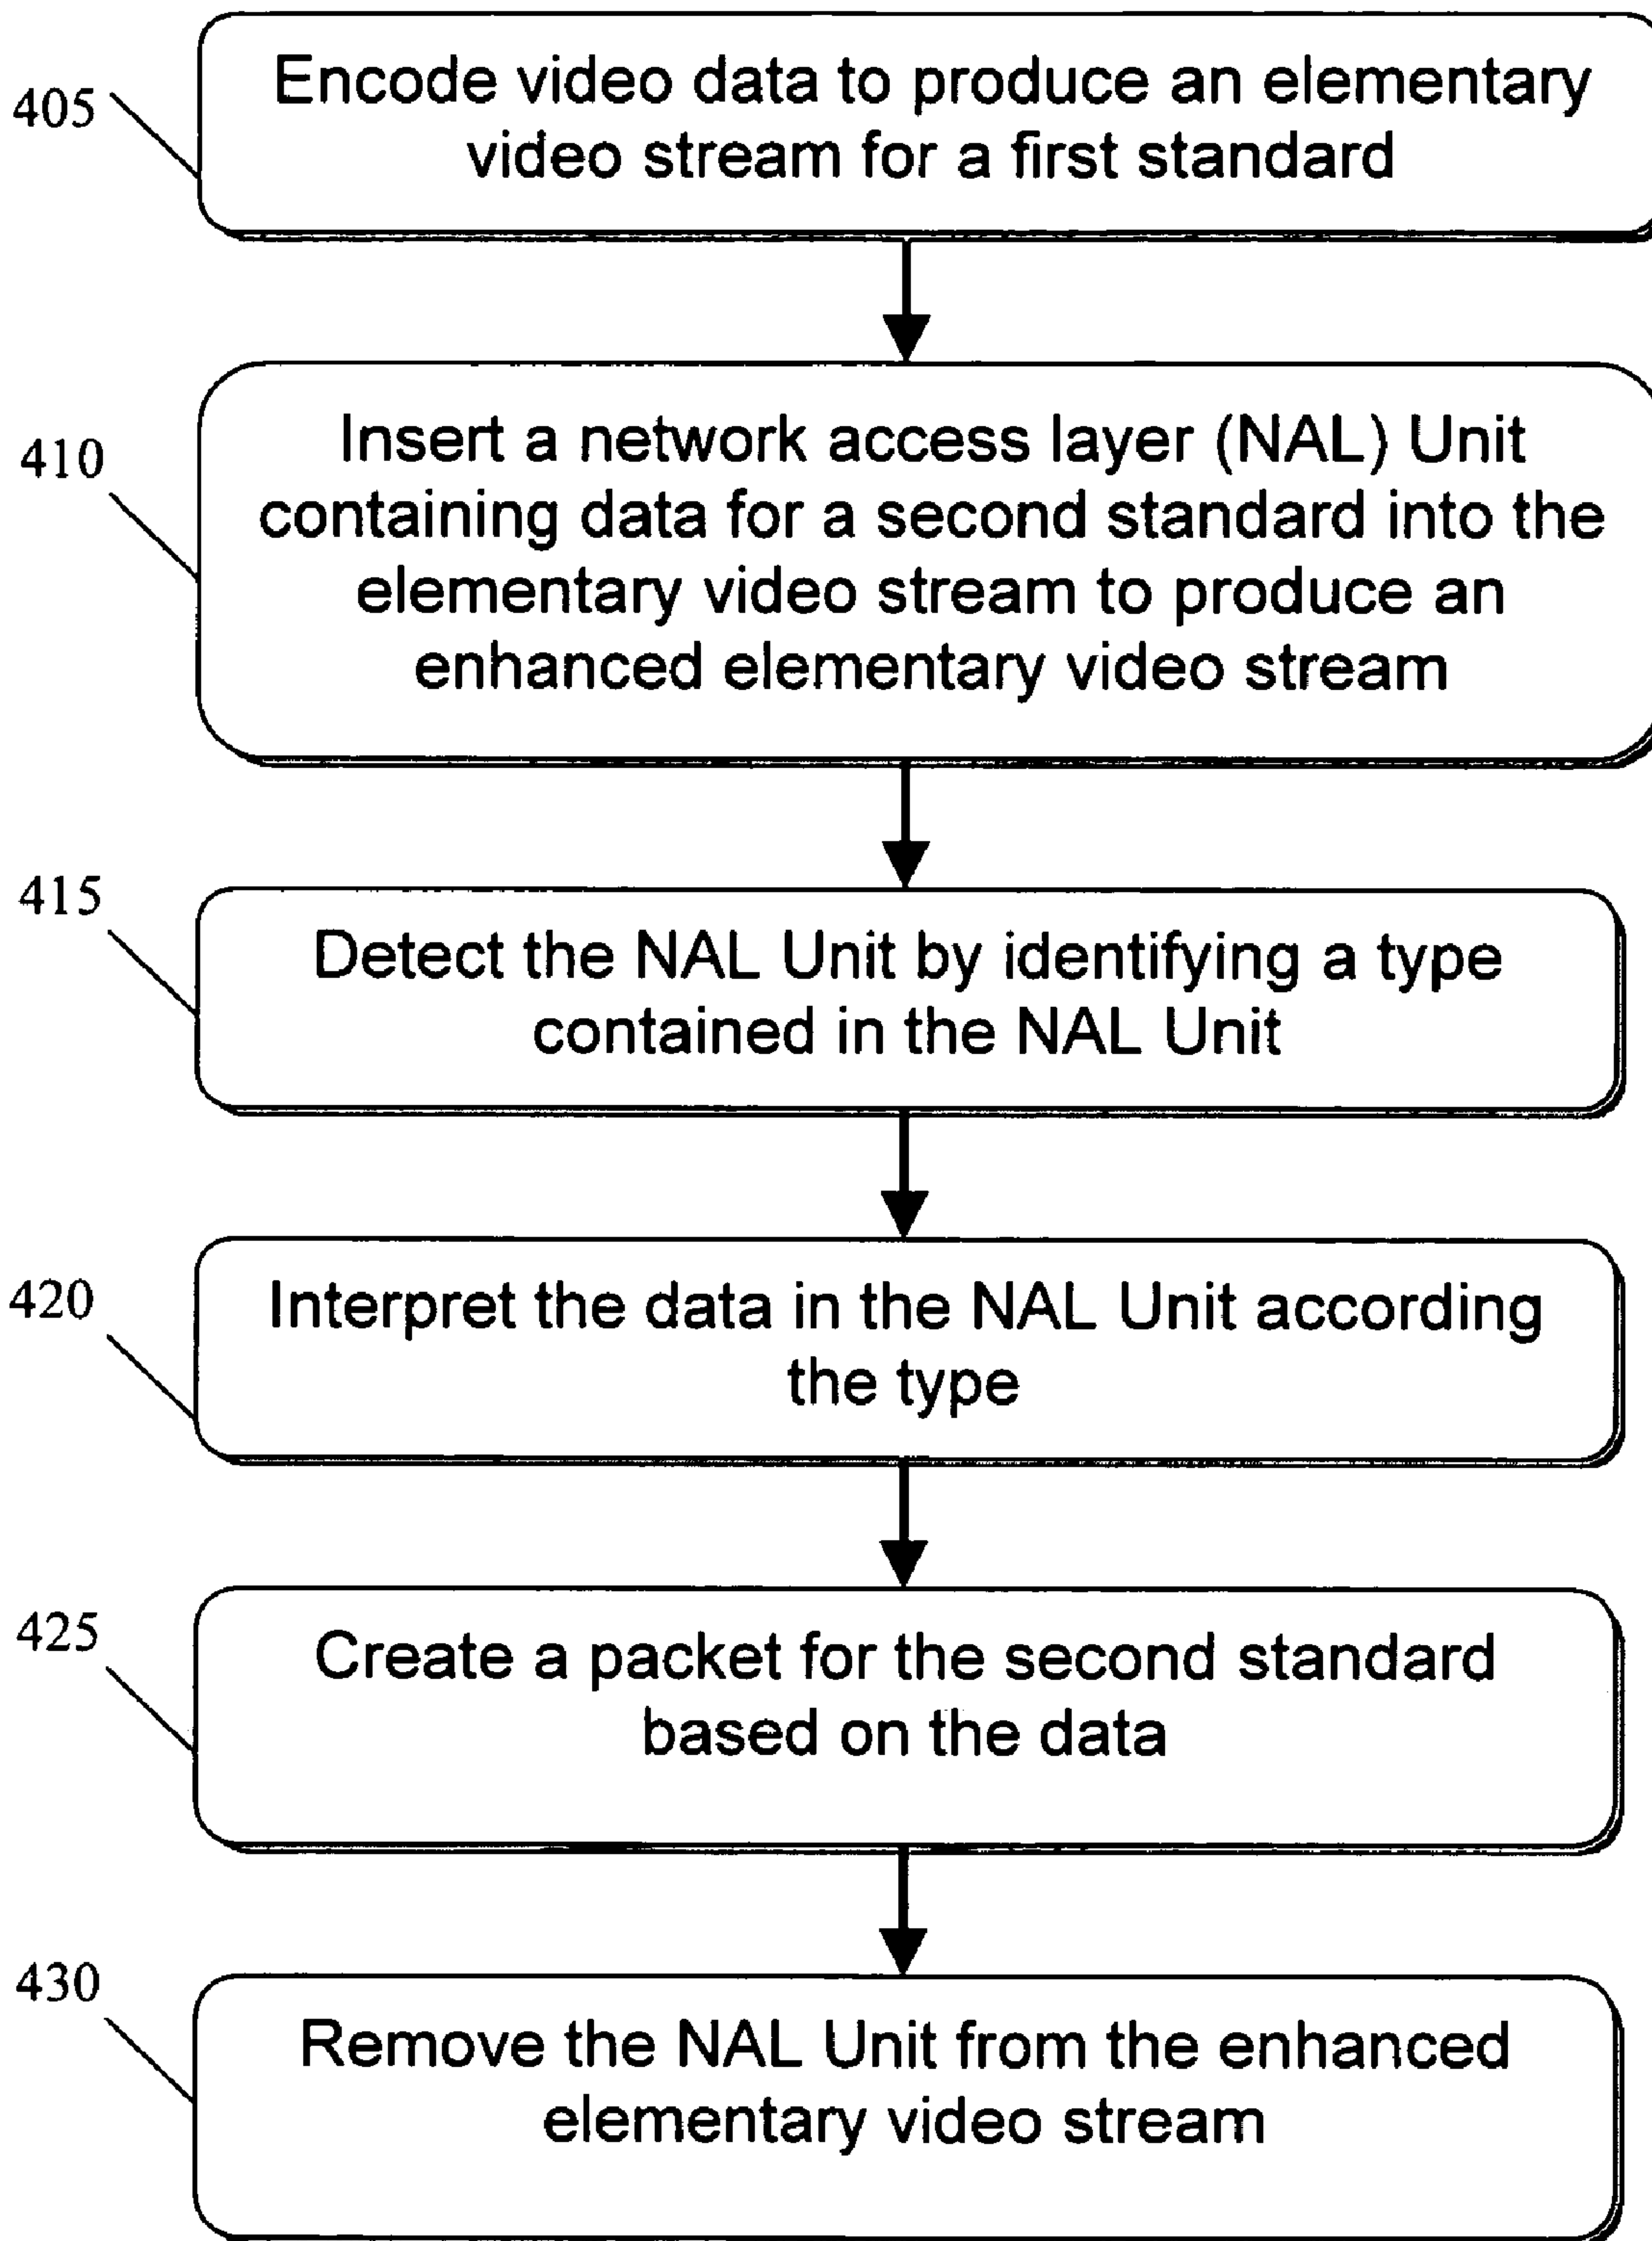 405
Encode video data to produce an elementary
video stream for a first standard
410
Insert a network access layer (NAL) Unit
containing data for a second standard into the
elementary video stream to produce an
enhanced elementary video stream
415
Detect the NAL Unit by identifying a type
contained in the NAL Unit
420
Interpret the data in the NAL Unit according
the type
425
Create a packet for the second standard
based on the data
430
Remove the NAL Unit from the enhanced
elementary video stream